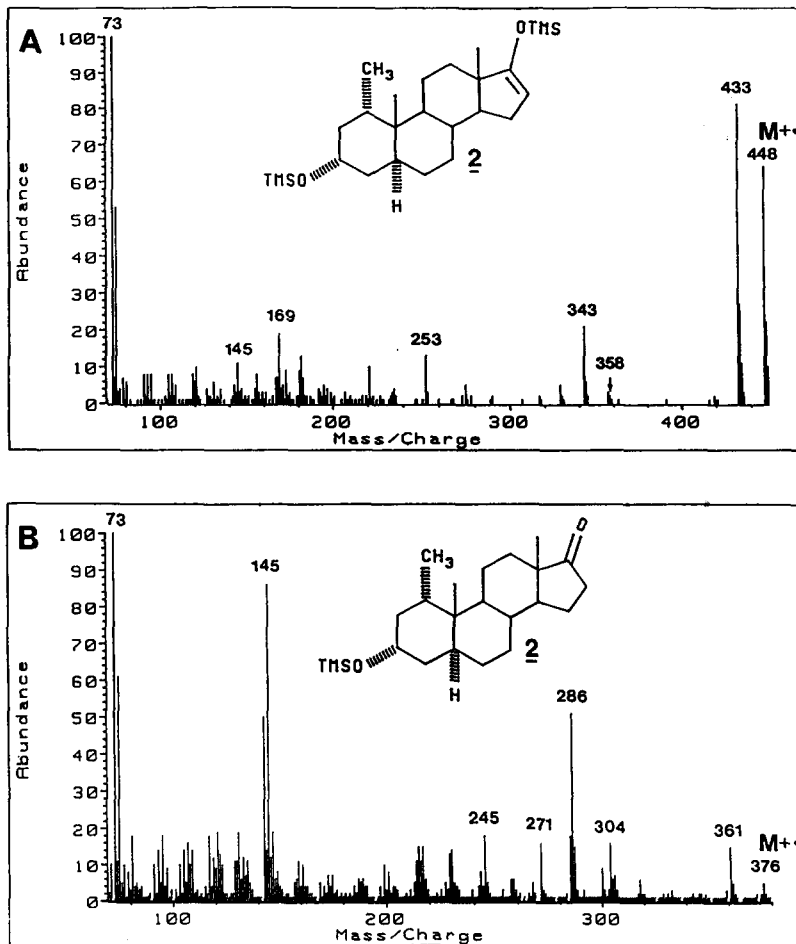 A
73
OTMS
CH3
TMSO
H
2
433
M+•
448
343
358
253
169
145
100
90
80
70
60
50
40
30
20
10
0
Abundance
100
200
300
400
Mass/Charge
B
73
O
CH3
TMSO
H
2
145
286
245
271
304
361
M+•
376
100
90
80
70
60
50
40
30
20
10
0
Abundance
100
200
300
Mass/Charge